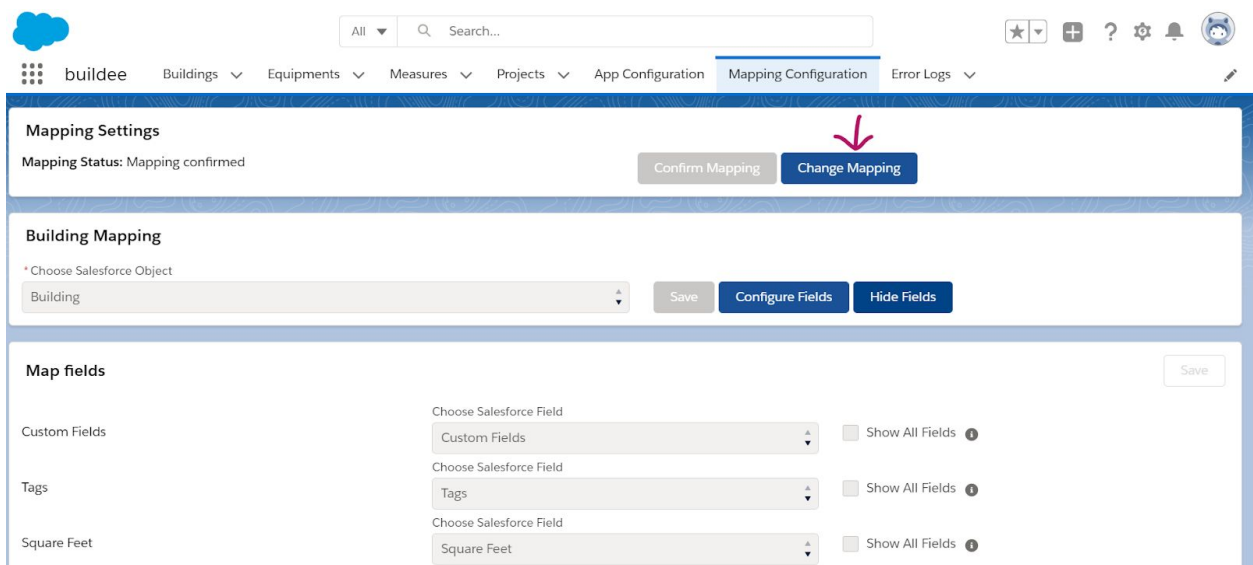 All Search...
buildee Buildings Equipments Measures Projects App Configuration Mapping Configuration Error Logs
Mapping Settings
Mapping Status: Mapping confirmed Confirm Mapping Change Mapping
Building Mapping
* Choose Salesforce Object
Building Save Configure Fields Hide Fields
Map fields Save
Choose Salesforce Field
Custom Fields Custom Fields Show All Fields
Choose Salesforce Field
Tags Tags Show All Fields
Choose Salesforce Field
Square Feet Square Feet Show All Fields